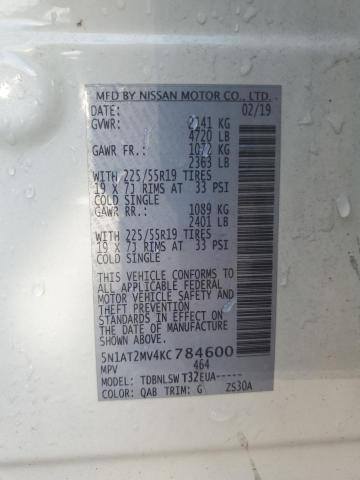 MFD BY NISSAN MOTOR CO., LTD.
DATE: 02/19
GVWR: 2141 KG
4720 LB
GAWR FR.: 1072 KG
2363 LB
WITH 225/55R19 TIRES
19 X 7J RIMS AT 33 PSI
COLD SINGLE
GAWR RR.: 1089 KG
2401 LB
WITH 225/55R19 TIRES
19 X 7J RIMS AT 33 PSI
COLD SINGLE
THIS VEHICLE CONFORMS TO
ALL APPLICABLE FEDERAL
MOTOR VEHICLE SAFETY AND
THEFT PREVENTION
STANDARDS IN EFFECT ON
THE DATE OF MANUFACTURE
SHOWN ABOVE.
5N1AT2MV4KC784600
MPV 464
MODEL: TDBNLSW T32EUA-----
COLOR: QAB TRIM: G ZS30A